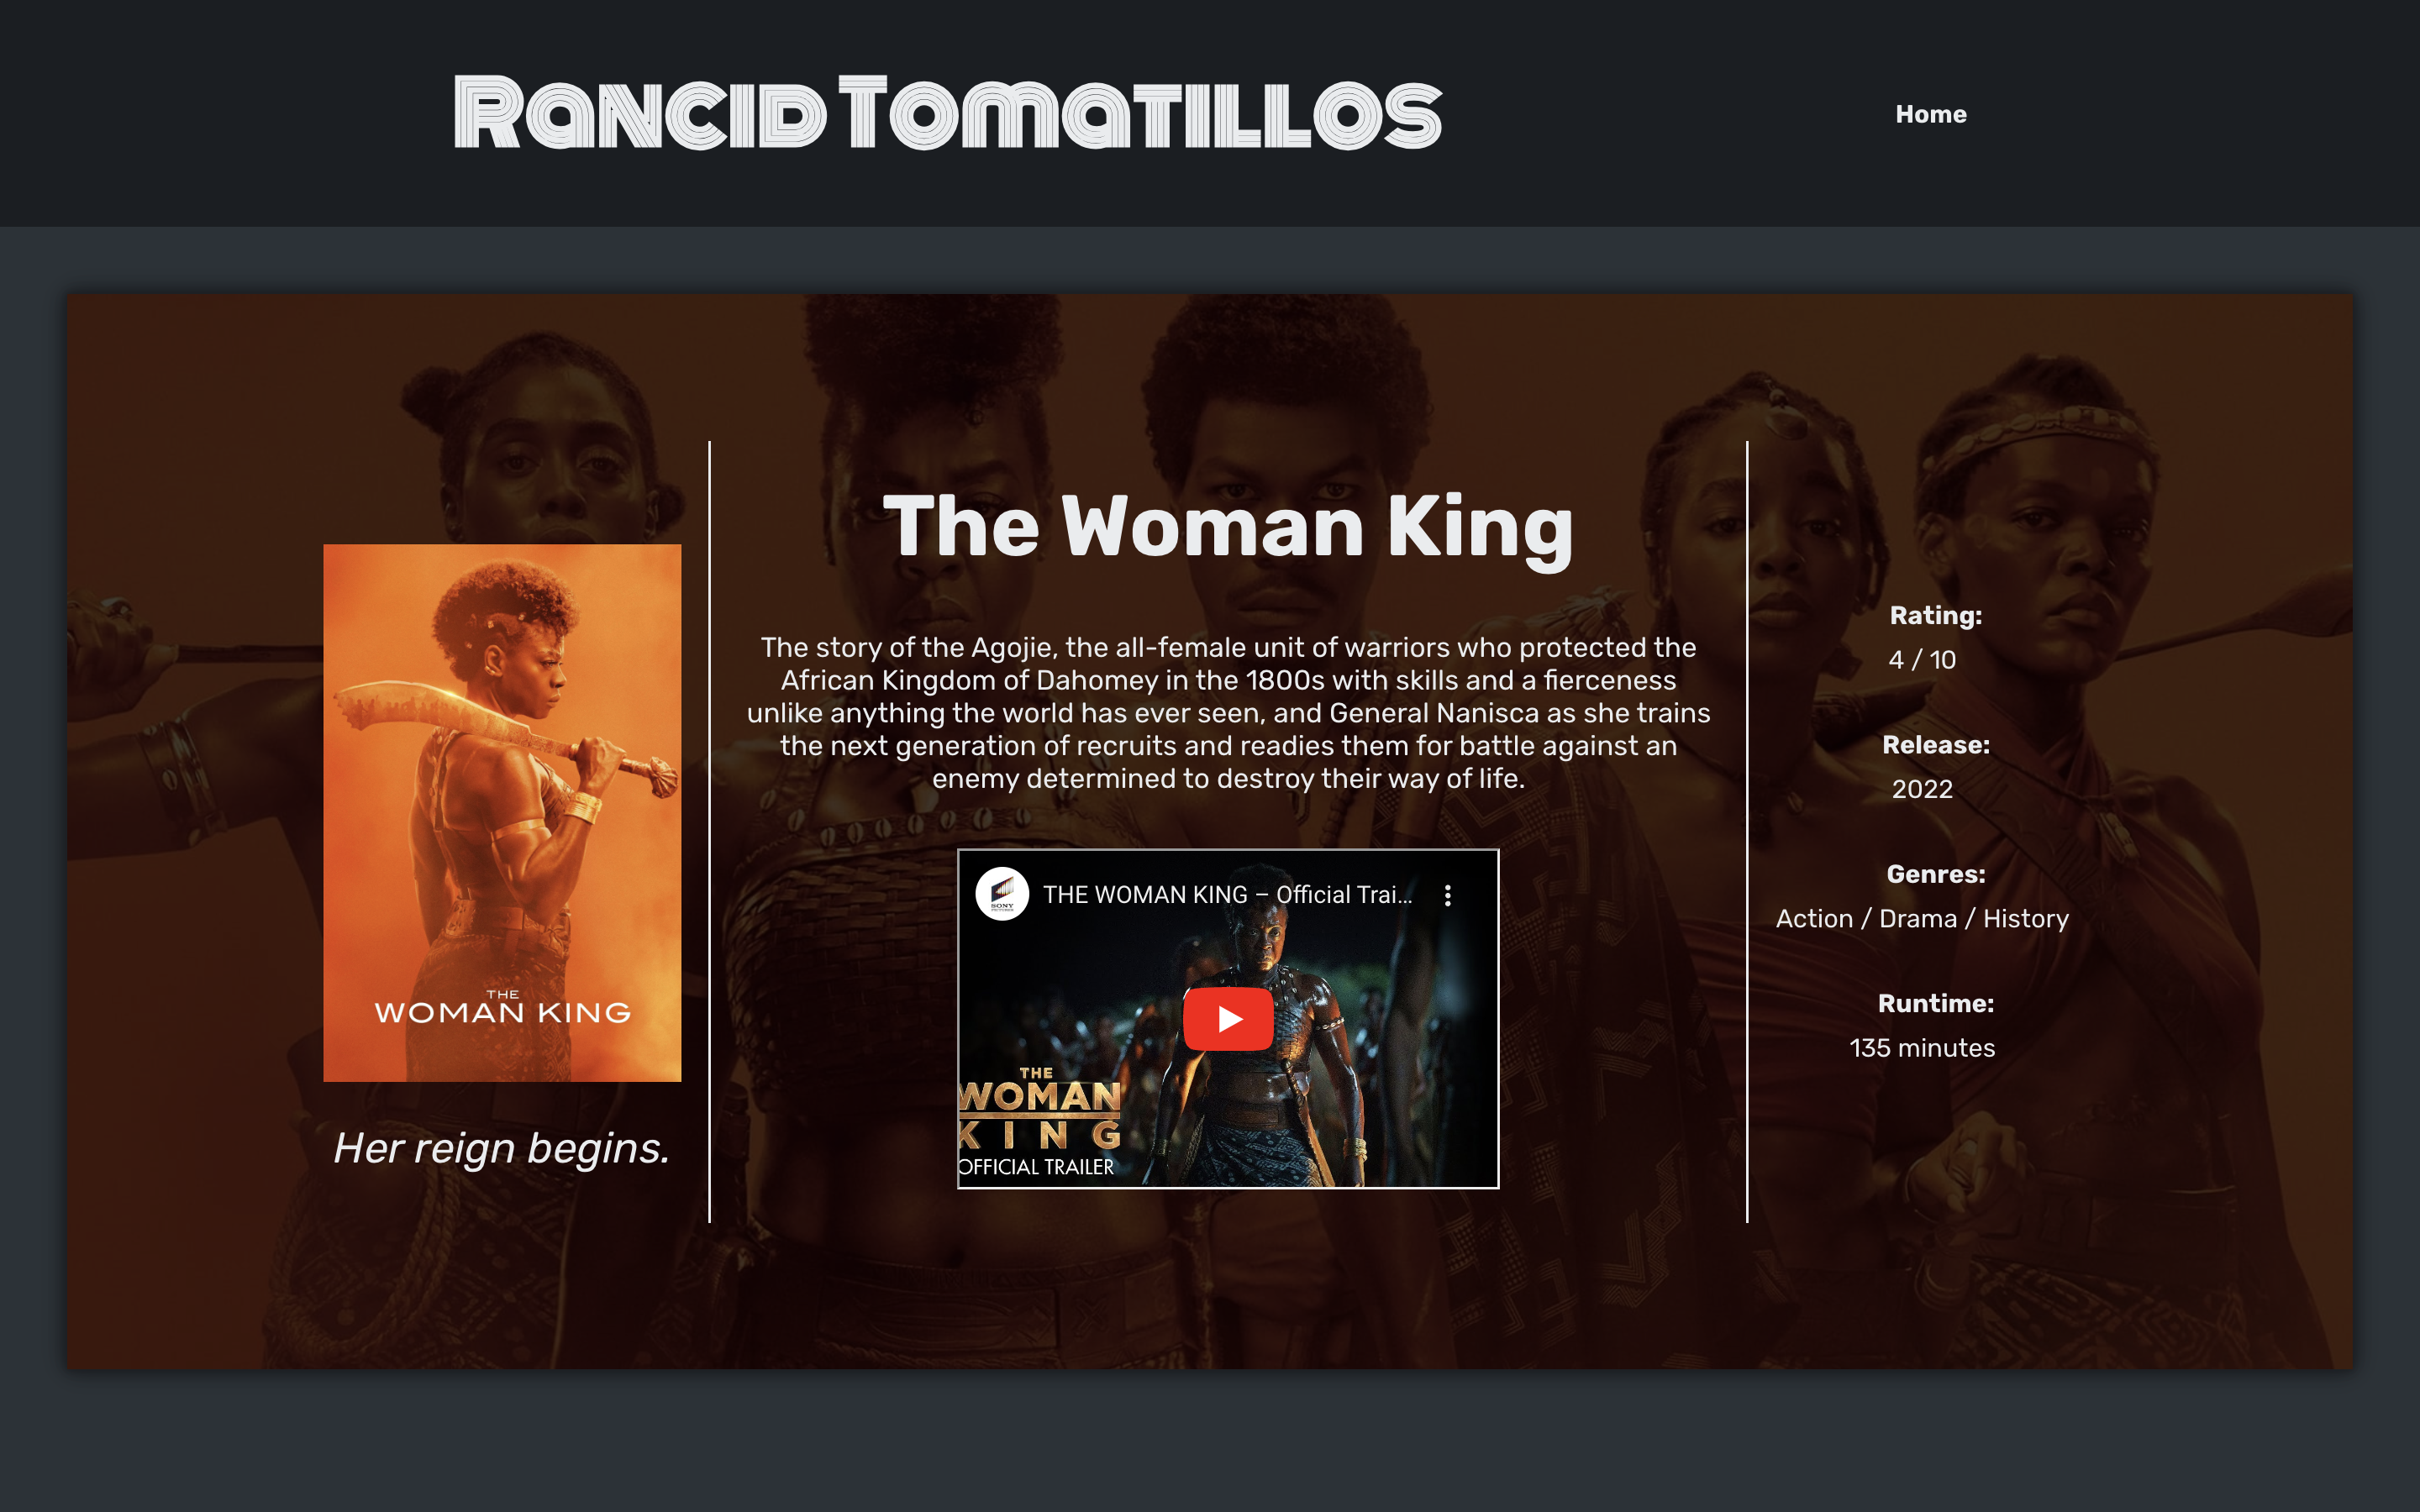 Rancid Tomatillos
Home
THE
WOMAN KING
Her reign begins.
The Woman King
The story of the Agojie, the all-female unit of warriors who protected the
African Kingdom of Dahomey in the 1800s with skills and a fierceness
unlike anything the world has ever seen, and General Nanisca as she trains
the next generation of recruits and readies them for battle against an
enemy determined to destroy their way of life.
SONY
PICTURES
THE WOMAN KING – Official Trai...
THE
WOMAN
KING
OFFICIAL TRAILER
Rating:
4 / 10
Release:
2022
Genres:
Action / Drama / History
Runtime:
135 minutes